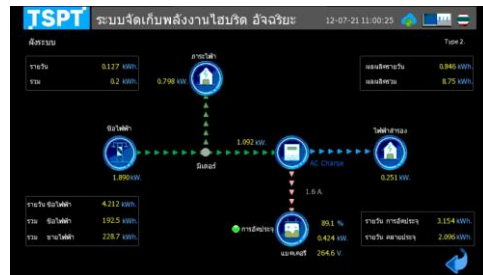 TSPT ระบบจัดเก็บพลังงานไฮบริด อัจฉริยะ 12-07-21 11:00:25
ผังระบบ Type 2.
ภาระไฟฟ้า
รายวัน 0.127 kWh.
รวม 0.2 kWh.
0.798 kW.
ผลผลิตรายวัน 0.846 kWh.
ผลผลิตรวม 8.75 kWh.
ซื้อไฟฟ้า
1.092 kW.
ไฟฟ้าสำรอง
มิเตอร์
AC Charge
1.890 kW.
0.251 kW.
1.6 A.
รายวัน ซื้อไฟฟ้า 4.212 kWh.
รวม ซื้อไฟฟ้า 192.5 kWh.
รวม ขายไฟฟ้า 228.7 kWh.
การอัดประจุ
89.1 %
0.424 kW.
แบตเตอรี่ 264.6 V.
รายวัน การอัดประจุ 3.154 kWh.
รายวัน คลายประจุ 2.096 kWh.